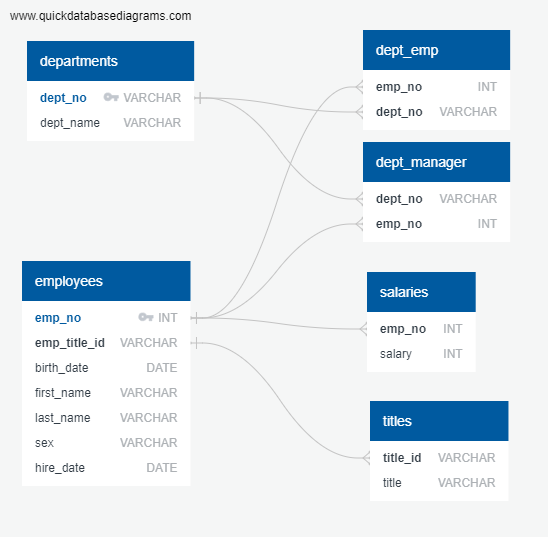 www.quickdatabasediagrams.com
departments
dept_no VARCHAR
dept_name VARCHAR
dept_emp
emp_no INT
dept_no VARCHAR
dept_manager
dept_no VARCHAR
emp_no INT
employees
emp_no INT
emp_title_id VARCHAR
birth_date DATE
first_name VARCHAR
last_name VARCHAR
sex VARCHAR
hire_date DATE
salaries
emp_no INT
salary INT
titles
title_id VARCHAR
title VARCHAR